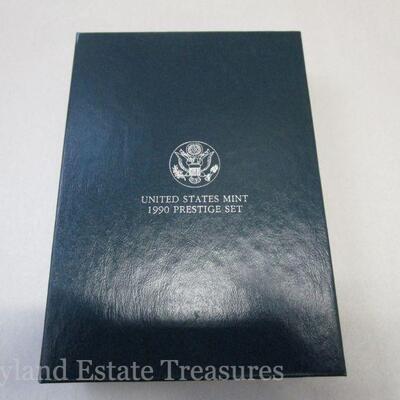 UNITED STATES MINT
1990 PRESTIGE SET
yland Estate Treasures